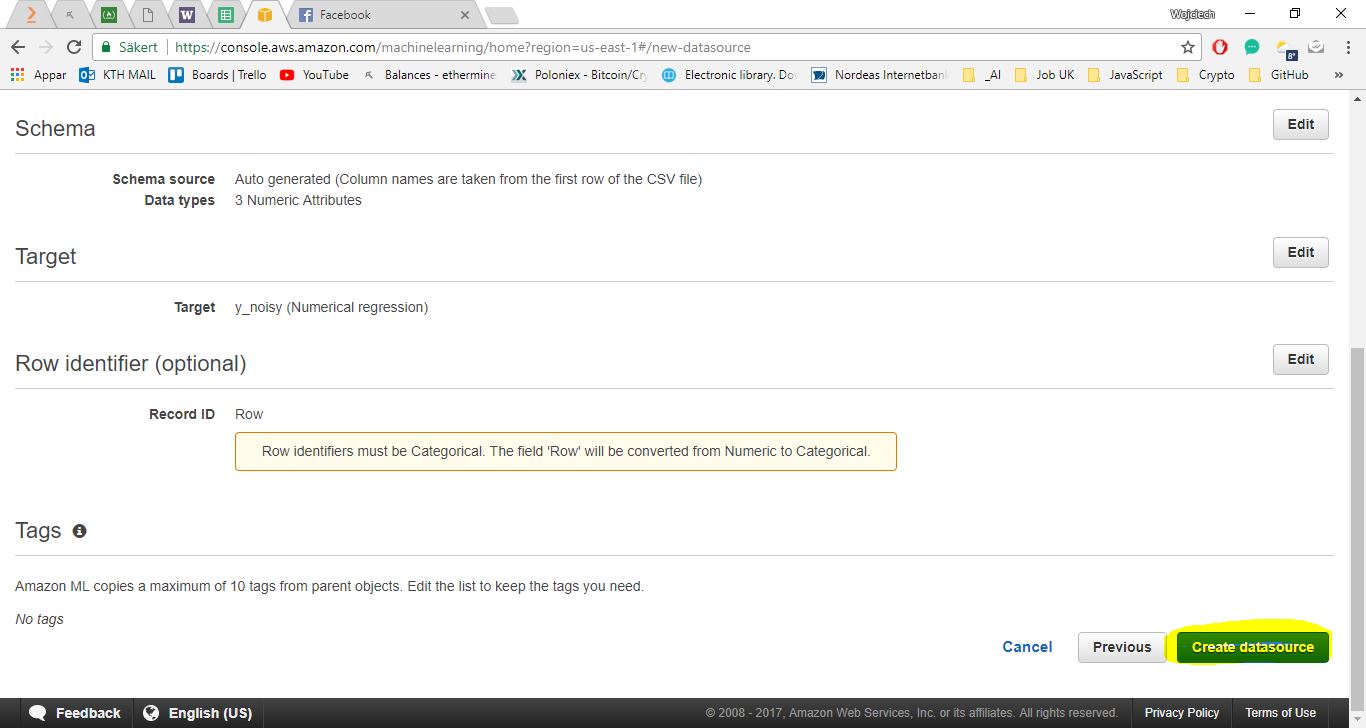 Facebook
Wojciech
Säkert https://console.aws.amazon.com/machinelearning/home?region=us-east-1#/new-datasource
8°
Appar KTH MAIL Boards | Trello YouTube Balances - ethermine Poloniex - Bitcoin/Cry Electronic library. Do Nordeas Internetban _AI Job UK JavaScript Crypto GitHub »
Schema
Edit
Schema source Auto generated (Column names are taken from the first row of the CSV file)
Data types 3 Numeric Attributes
Target
Edit
Target y_noisy (Numerical regression)
Row identifier (optional)
Edit
Record ID Row
Row identifiers must be Categorical. The field 'Row' will be converted from Numeric to Categorical.
Tags
Amazon ML copies a maximum of 10 tags from parent objects. Edit the list to keep the tags you need.
No tags
Cancel Previous Create datasource
Feedback English (US) © 2008 - 2017, Amazon Web Services, Inc. or its affiliates. All rights reserved. Privacy Policy Terms of Use